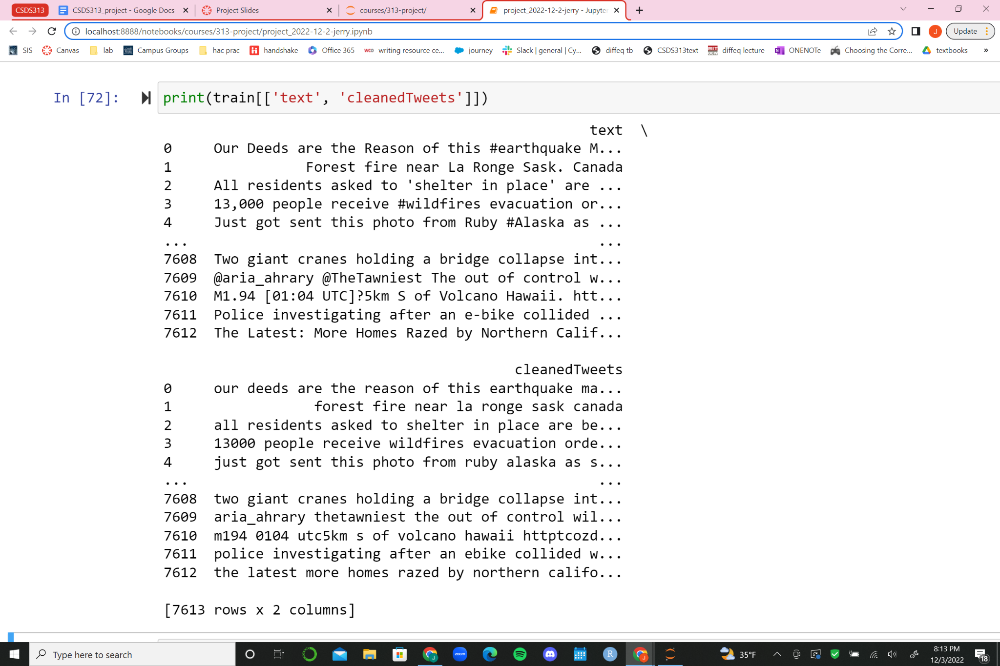 CSDS313 CSDS313_project - Google Docs Project Slides courses/313-project/ project_2022-12-2-jerry - Jupyter
localhost:8888/notebooks/courses/313-project/project_2022-12-2-jerry.ipynb J Update
SIS Canvas lab Campus Groups hac prac handshake Office 365 writing resource ce... journey Slack | general | Cy... diffeq tb CSDS313text diffeq lecture ONENOTe Choosing the Corre... textbooks »
In [72]: print(train[['text', 'cleanedTweets']])
text \
0 Our Deeds are the Reason of this #earthquake M...
1 Forest fire near La Ronge Sask. Canada
2 All residents asked to 'shelter in place' are ...
3 13,000 people receive #wildfires evacuation or...
4 Just got sent this photo from Ruby #Alaska as ...
... ...
7608 Two giant cranes holding a bridge collapse int...
7609 @aria_ahrary @TheTawniest The out of control w...
7610 M1.94 [01:04 UTC]?5km S of Volcano Hawaii. htt...
7611 Police investigating after an e-bike collided ...
7612 The Latest: More Homes Razed by Northern Calif...
cleanedTweets
0 our deeds are the reason of this earthquake ma...
1 forest fire near la ronge sask canada
2 all residents asked to shelter in place are be...
3 13000 people receive wildfires evacuation orde...
4 just got sent this photo from ruby alaska as s...
... ...
7608 two giant cranes holding a bridge collapse int...
7609 aria_ahrary thetawniest the out of control wil...
7610 m194 0104 utc5km s of volcano hawaii httptcozd...
7611 police investigating after an ebike collided w...
7612 the latest more homes razed by northern califo...
[7613 rows x 2 columns]
Type here to search zoom J R J 35°F 8:13 PM
12/3/2022 18